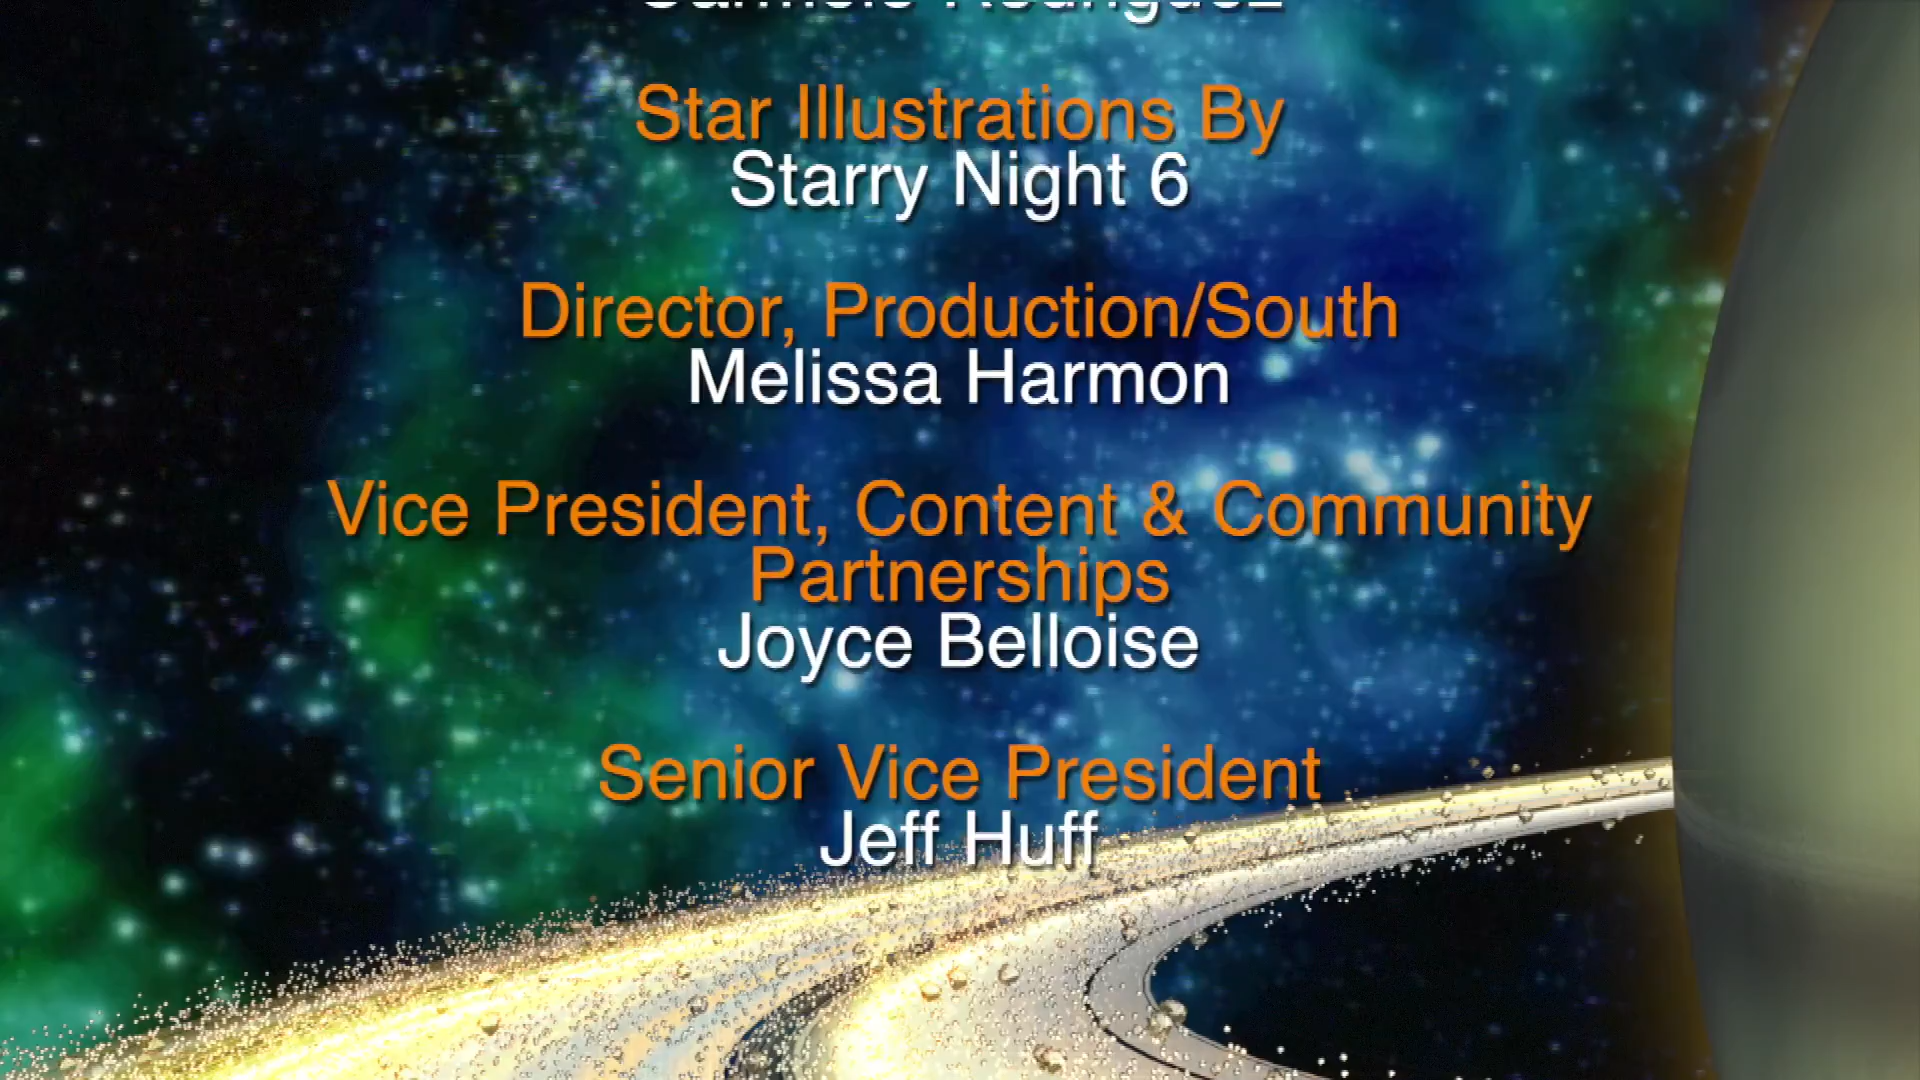 Star Illustrations By
Starry Night 6
Director, Production/South
Melissa Harmon
Vice President, Content & Community
Partnerships
Joyce Belloise
Senior Vice President
Jeff Huff